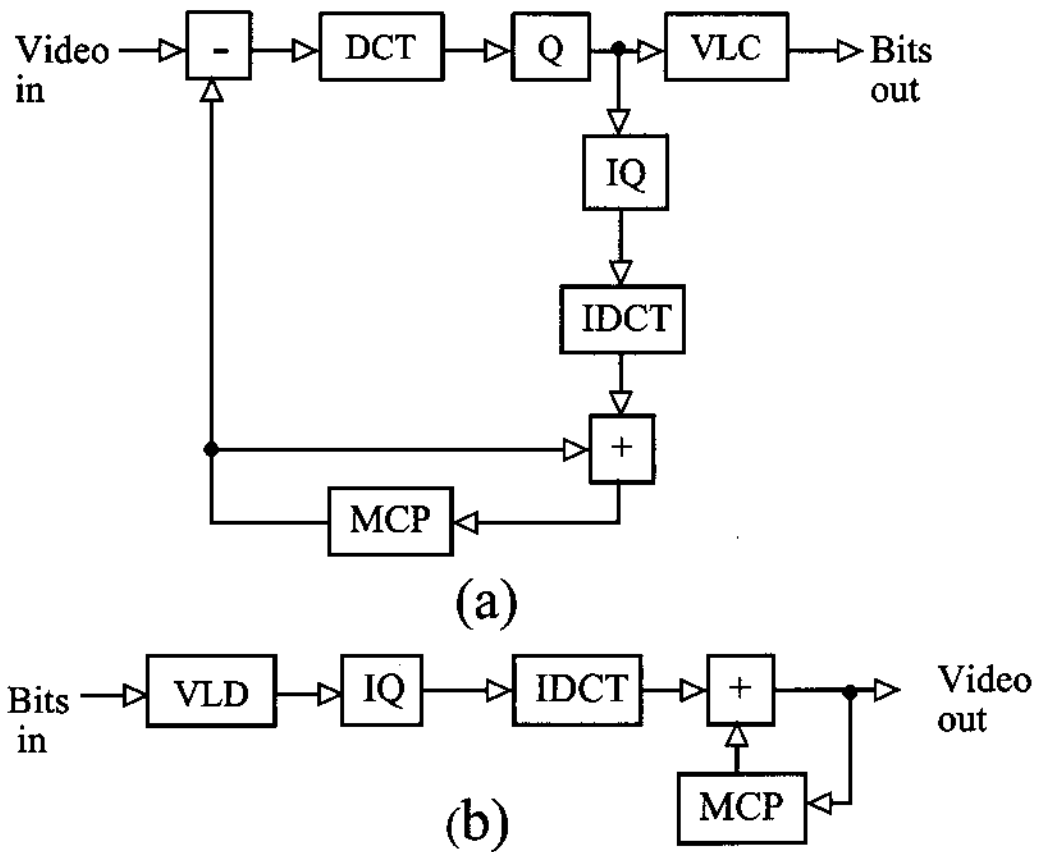 Video in
-
DCT
Q
VLC
Bits out
IQ
IDCT
+
MCP
(a)
Bits in
VLD
IQ
IDCT
+
Video out
MCP
(b)